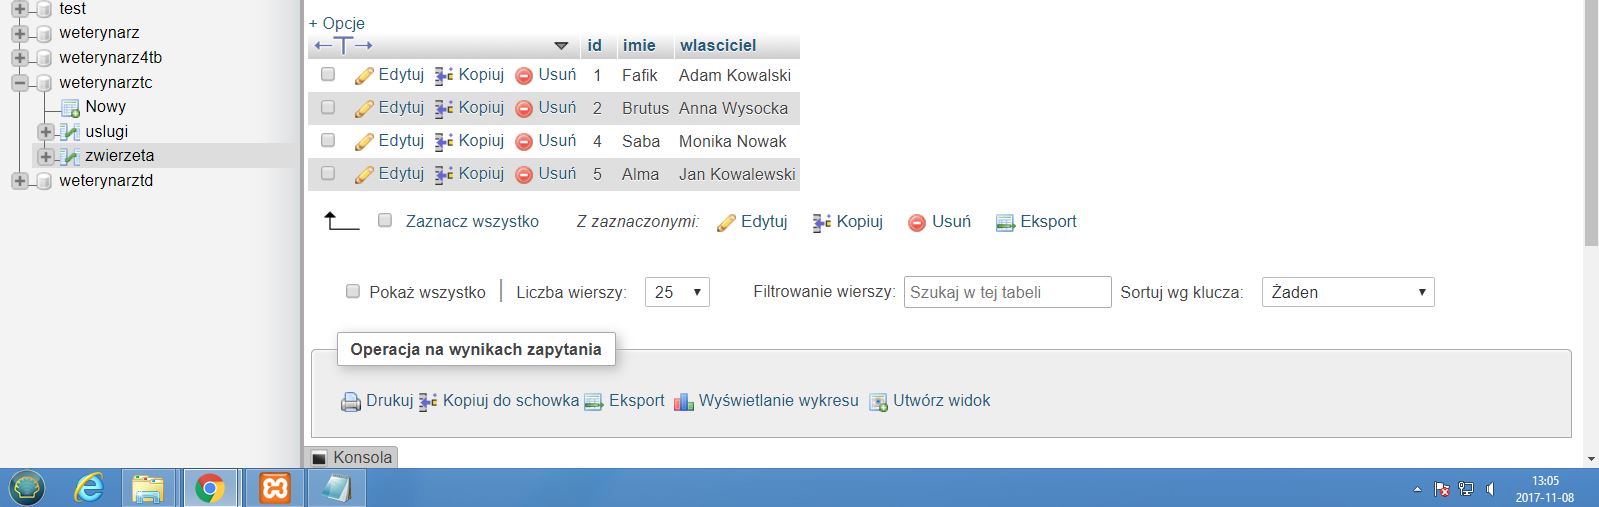 test
weterynarz
weterynarz4tb
weterynarztc
Nowy
uslugi
zwierzeta
weterynarztd
+ Opcje
id imie wlasciciel
Edytuj Kopiuj Usuń 1 Fafik Adam Kowalski
Edytuj Kopiuj Usuń 2 Brutus Anna Wysocka
Edytuj Kopiuj Usuń 4 Saba Monika Nowak
Edytuj Kopiuj Usuń 5 Alma Jan Kowalewski
Zaznacz wszystko Z zaznaczonymi: Edytuj Kopiuj Usuń Eksport
Pokaż wszystko Liczba wierszy: 25 Filtrowanie wierszy: Szukaj w tej tabeli Sortuj wg klucza: Żaden
Operacja na wynikach zapytania
Drukuj Kopiuj do schowka Eksport Wyświetlanie wykresu Utwórz widok
Konsola
13:05
2017-11-08